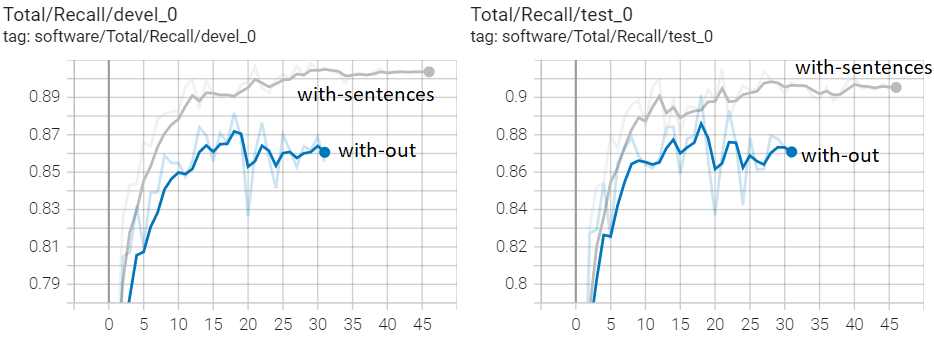 Total/Recall/devel_0
tag: software/Total/Recall/devel_0
0.89
0.87
0.85
0.83
0.81
0.79
with-sentences
with-out
0 5 10 15 20 25 30 35 40 45
Total/Recall/test_0
tag: software/Total/Recall/test_0
with-sentences
0.9
0.88
0.86
0.84
0.82
0.8
with-out
0 5 10 15 20 25 30 35 40 45